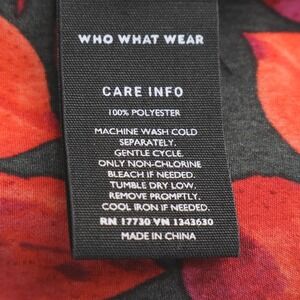 WHO WHAT WEAR
CARE INFO
100% POLYESTER
MACHINE WASH COLD
SEPARATELY.
GENTLE CYCLE.
ONLY NON-CHLORINE
BLEACH IF NEEDED.
TUMBLE DRY LOW.
REMOVE PROMPTLY.
COOL IRON IF NEEDED.
RN 17730 VN 1343630
MADE IN CHINA